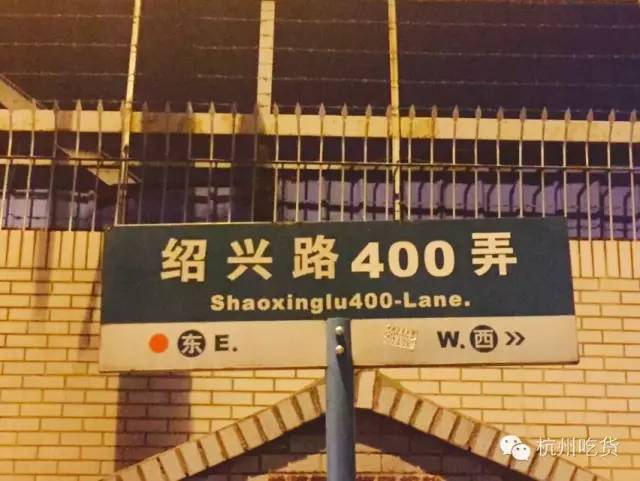 绍兴路400弄
Shaoxinglu400-Lane.
东 E. W. 西 >>
杭州吃货